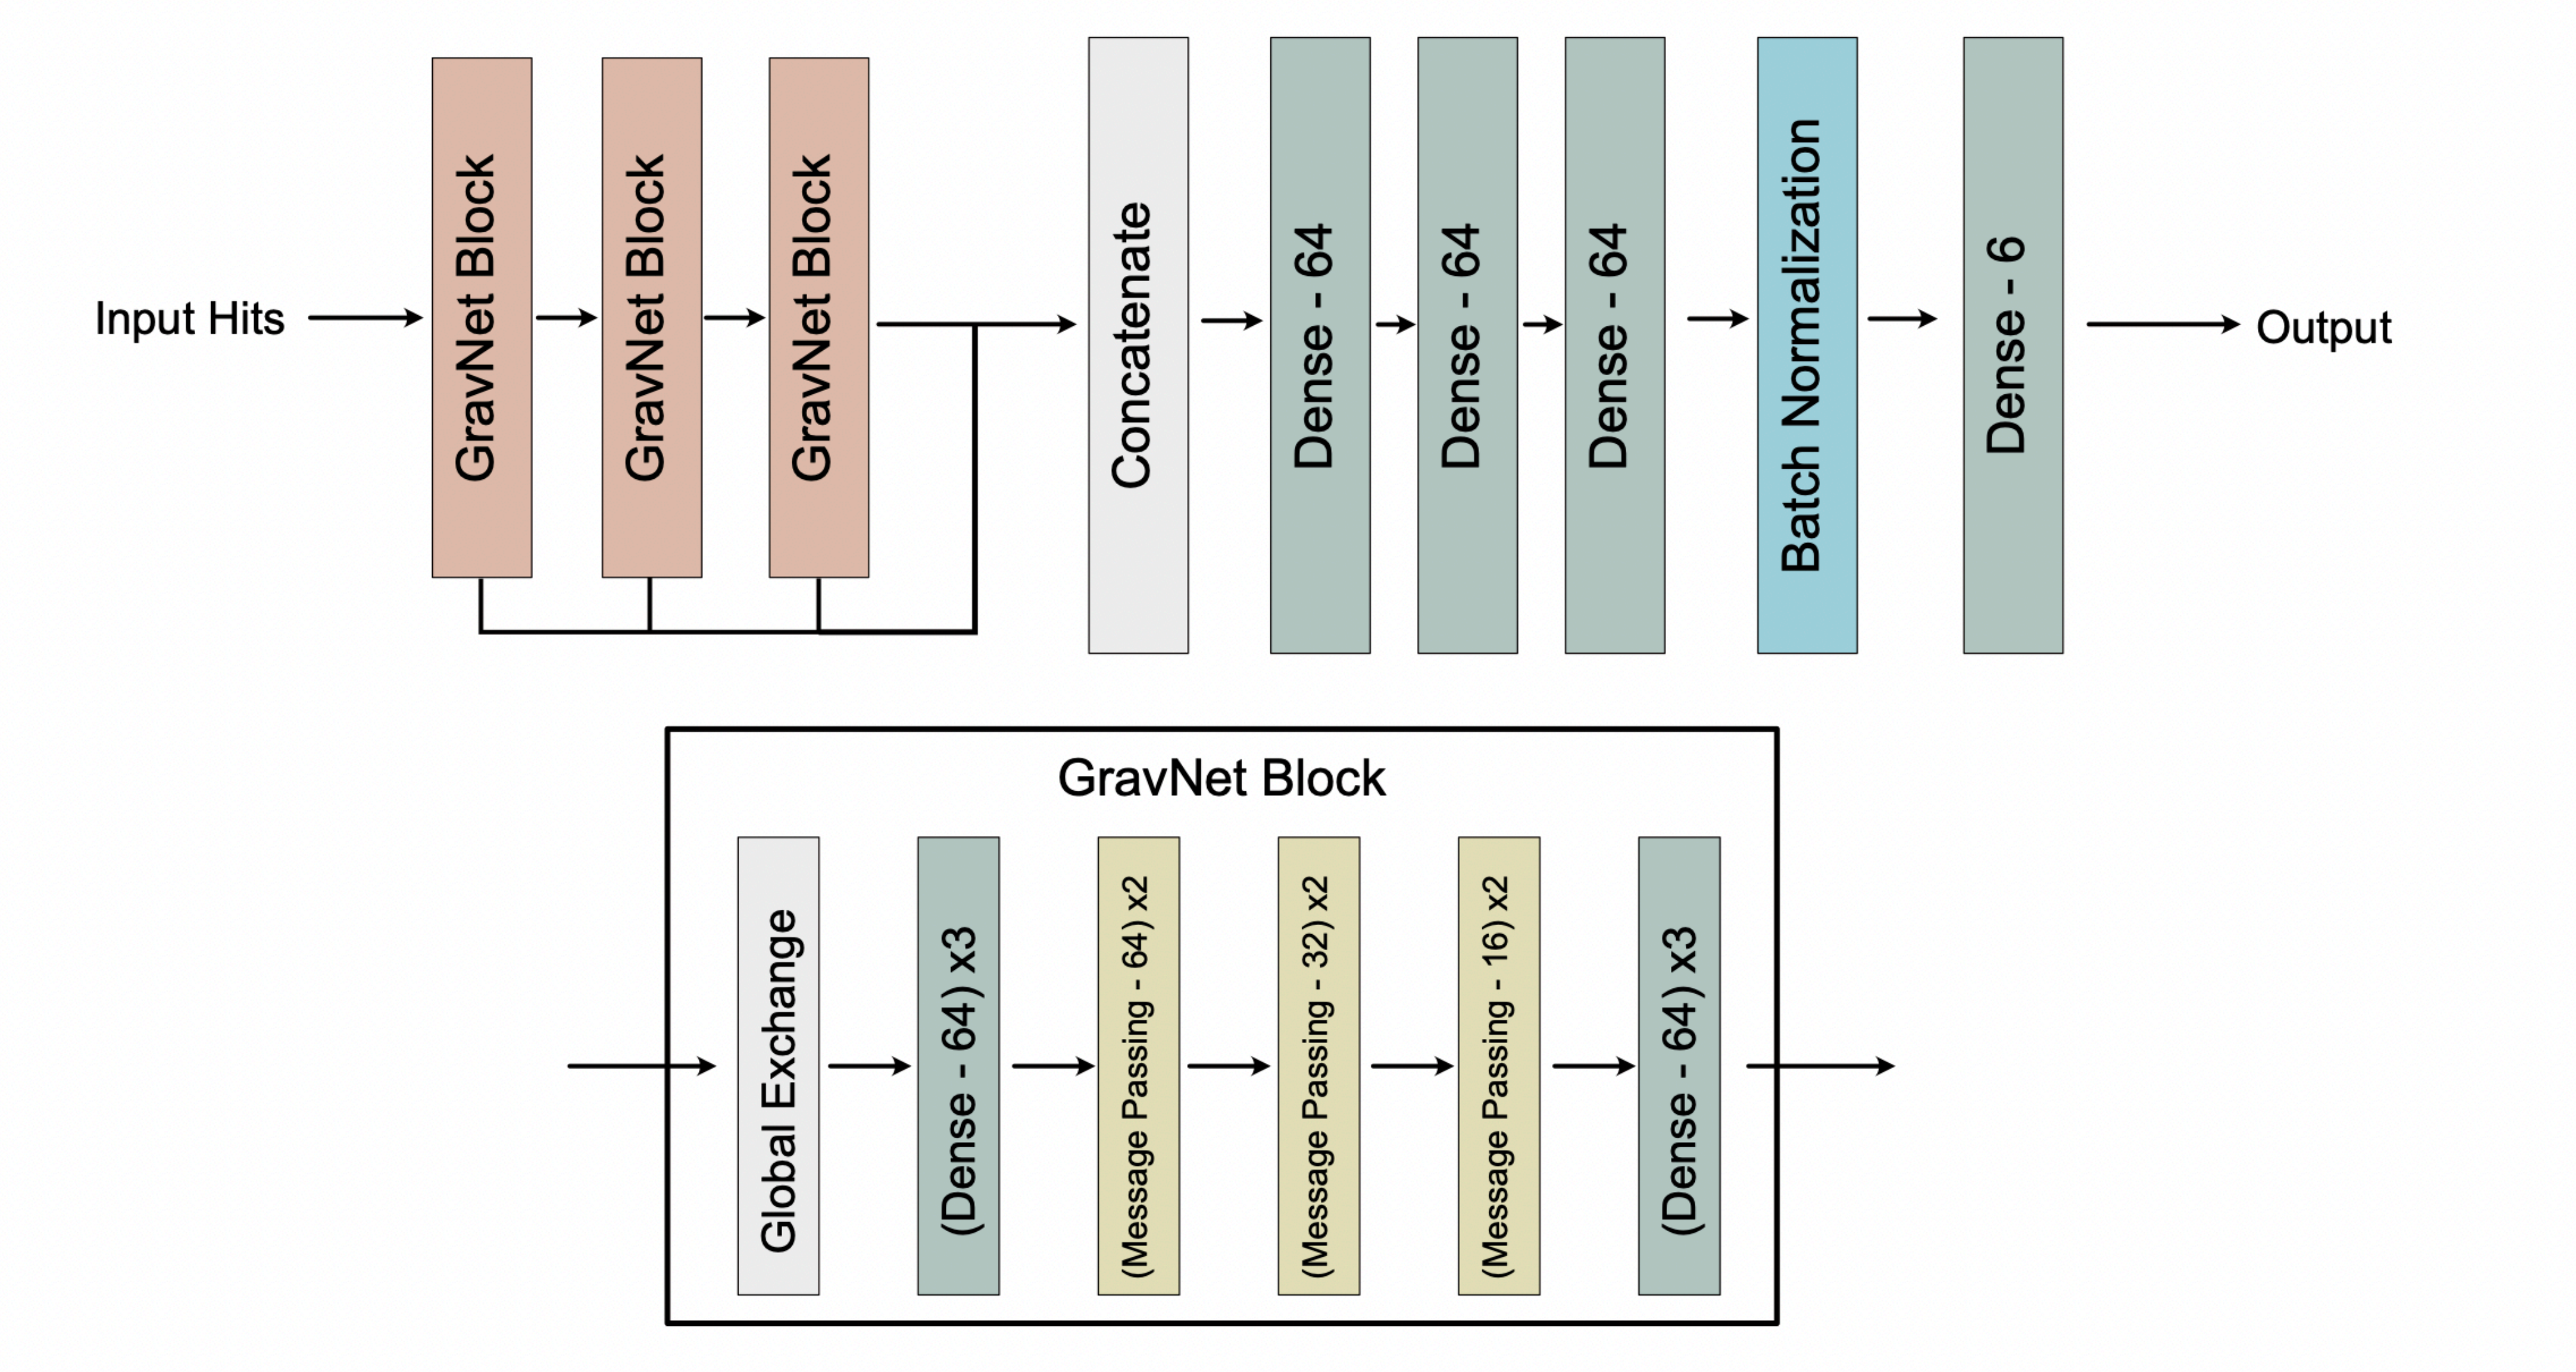 Input Hits
GravNet Block
GravNet Block
GravNet Block
Concatenate
Dense - 64
Dense - 64
Dense - 64
Batch Normalization
Dense - 6
Output
GravNet Block
Global Exchange
(Dense - 64) x3
(Message Passing - 64) x2
(Message Passing - 32) x2
(Message Passing - 16) x2
(Dense - 64) x3